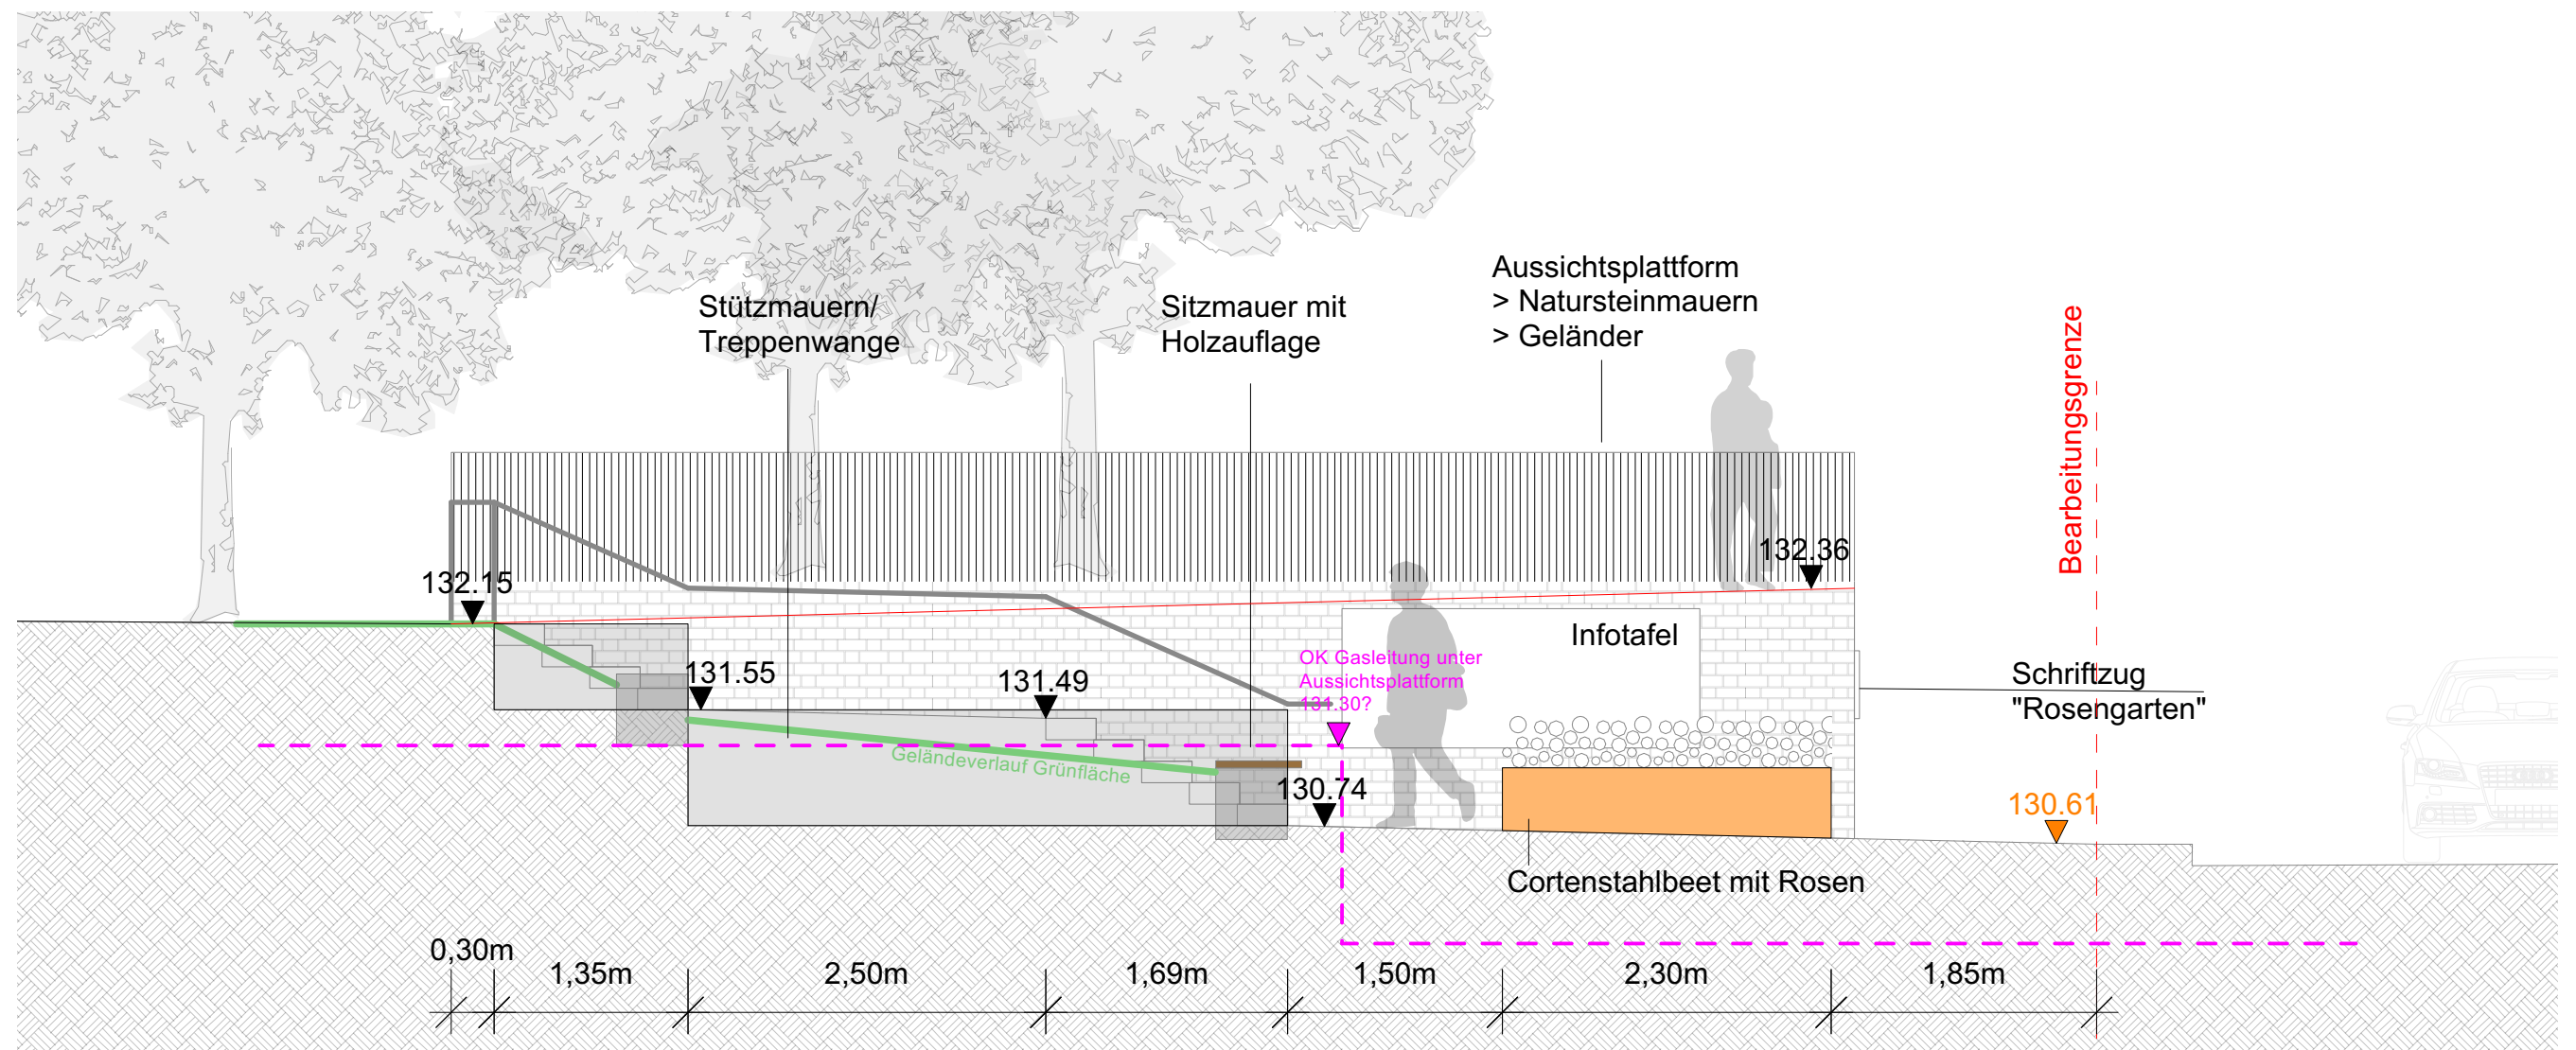 Aussichtsplattform
> Natursteinmauern
> Geländer
Stützmauern/
Treppenwange
Sitzmauer mit
Holzauflage
Bearbeitungsgrenze
132.36
132.15
Infotafel
OK Gasleitung unter
Aussichtsplattform
131.30?
131.55
131.49
Schriftzug
"Rosengarten"
Geländeverlauf Grünfläche
130.74
130.61
Cortenstahlbeet mit Rosen
0,30m
1,35m
2,50m
1,69m
1,50m
2,30m
1,85m